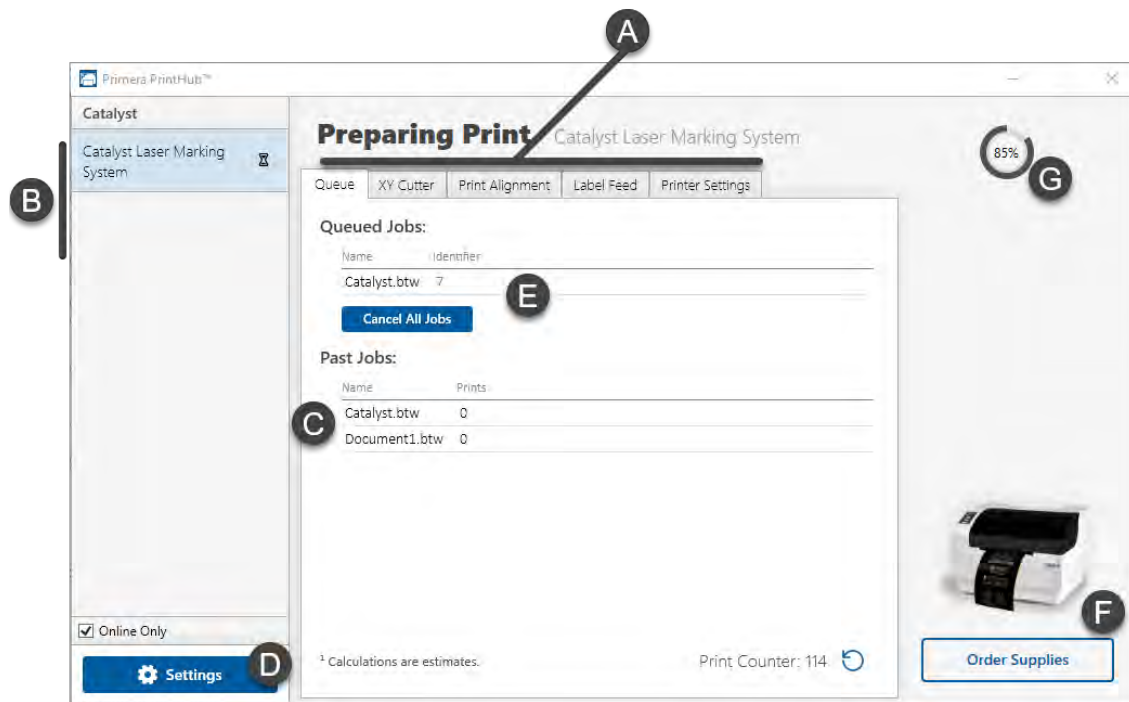 A
Primera PrintHub™
Catalyst
Catalyst Laser Marking
System
B
Preparing Print Catalyst Laser Marking System
85%
G
Queue XY Cutter Print Alignment Label Feed Printer Settings
Queued Jobs:
Name Identifier
Catalyst.btw 7
E
Cancel All Jobs
Past Jobs:
Name Prints
Catalyst.btw 0
C
Document1.btw 0
F
Online Only
Settings
D
¹ Calculations are estimates.
Print Counter: 114
Order Supplies